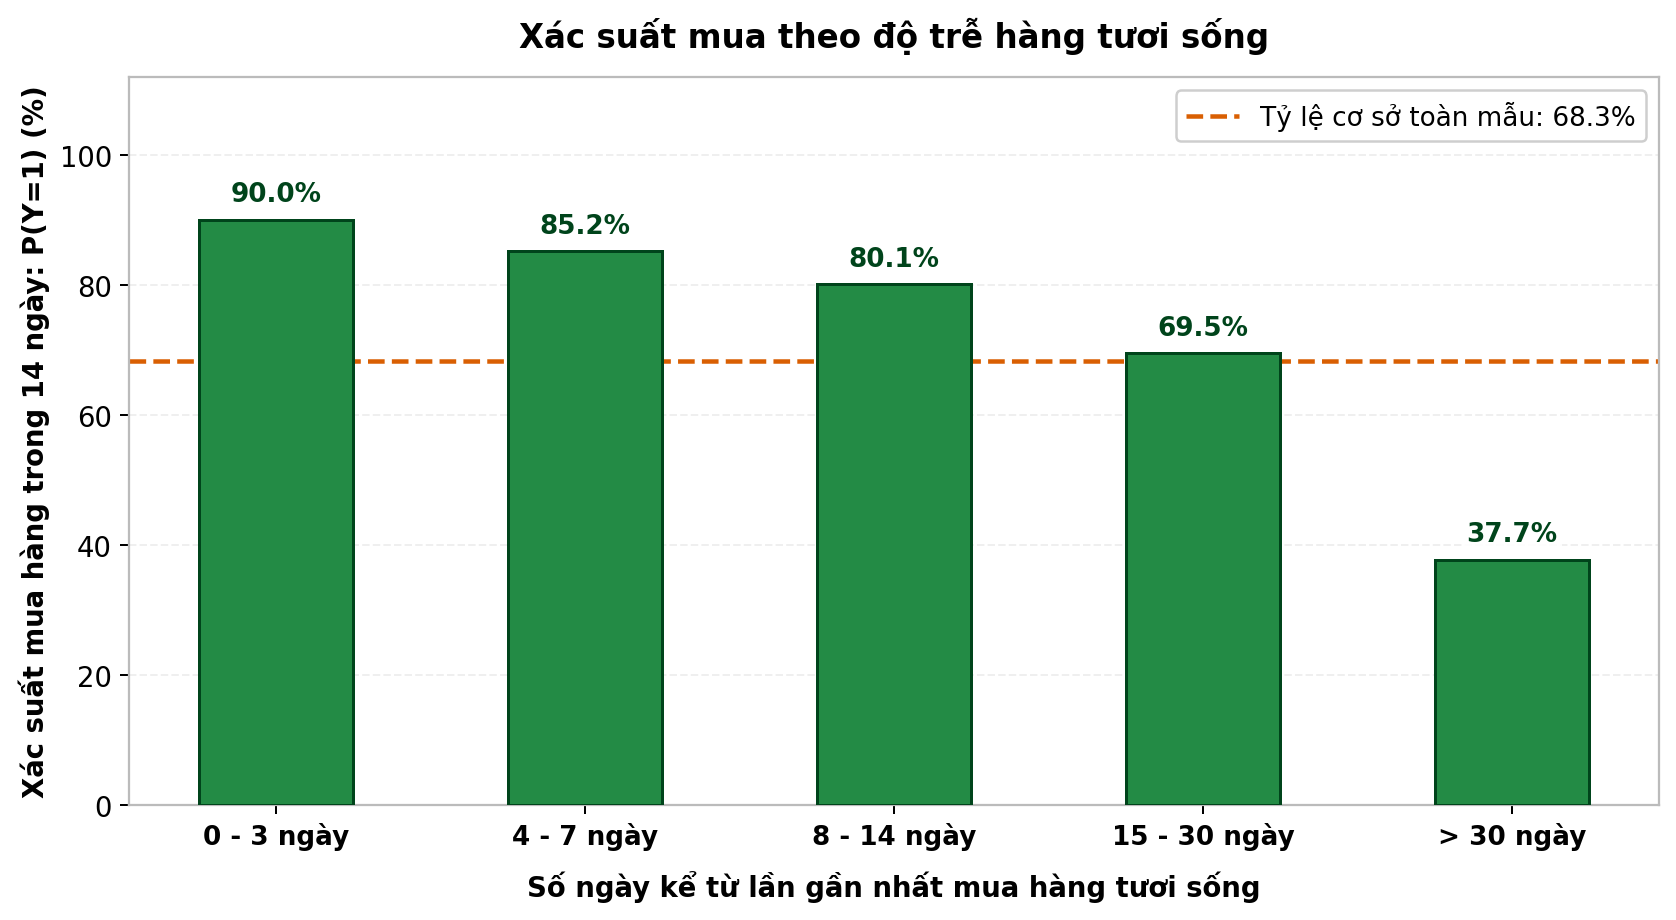 Xác suất mua theo độ trễ hàng tươi sống
Tỷ lệ cơ sở toàn mẫu: 68.3%
Xác suất mua hàng trong 14 ngày: P(Y=1) (%)
100
80
60
40
20
0
90.0%
85.2%
80.1%
69.5%
37.7%
0 - 3 ngày
4 - 7 ngày
8 - 14 ngày
15 - 30 ngày
> 30 ngày
Số ngày kể từ lần gần nhất mua hàng tươi sống